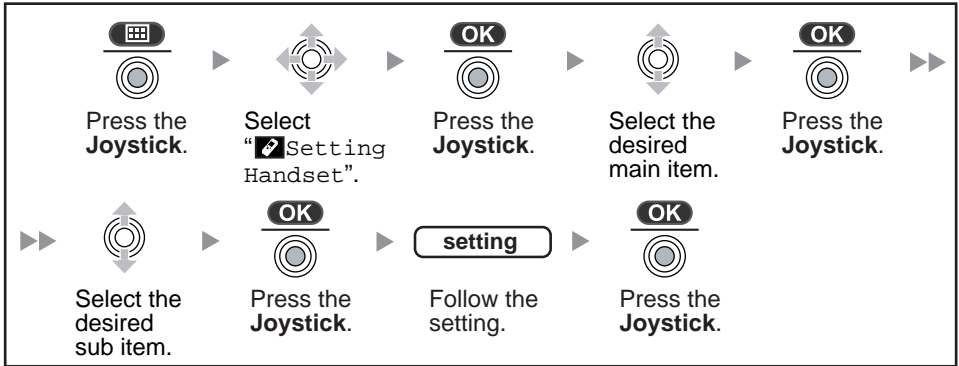 OK
OK
Press the
Joystick.
Select
“Setting
Handset”.
Press the
Joystick.
Select the
desired
main item.
Press the
Joystick.
OK
setting
OK
Select the
desired
sub item.
Press the
Joystick.
Follow the
setting.
Press the
Joystick.